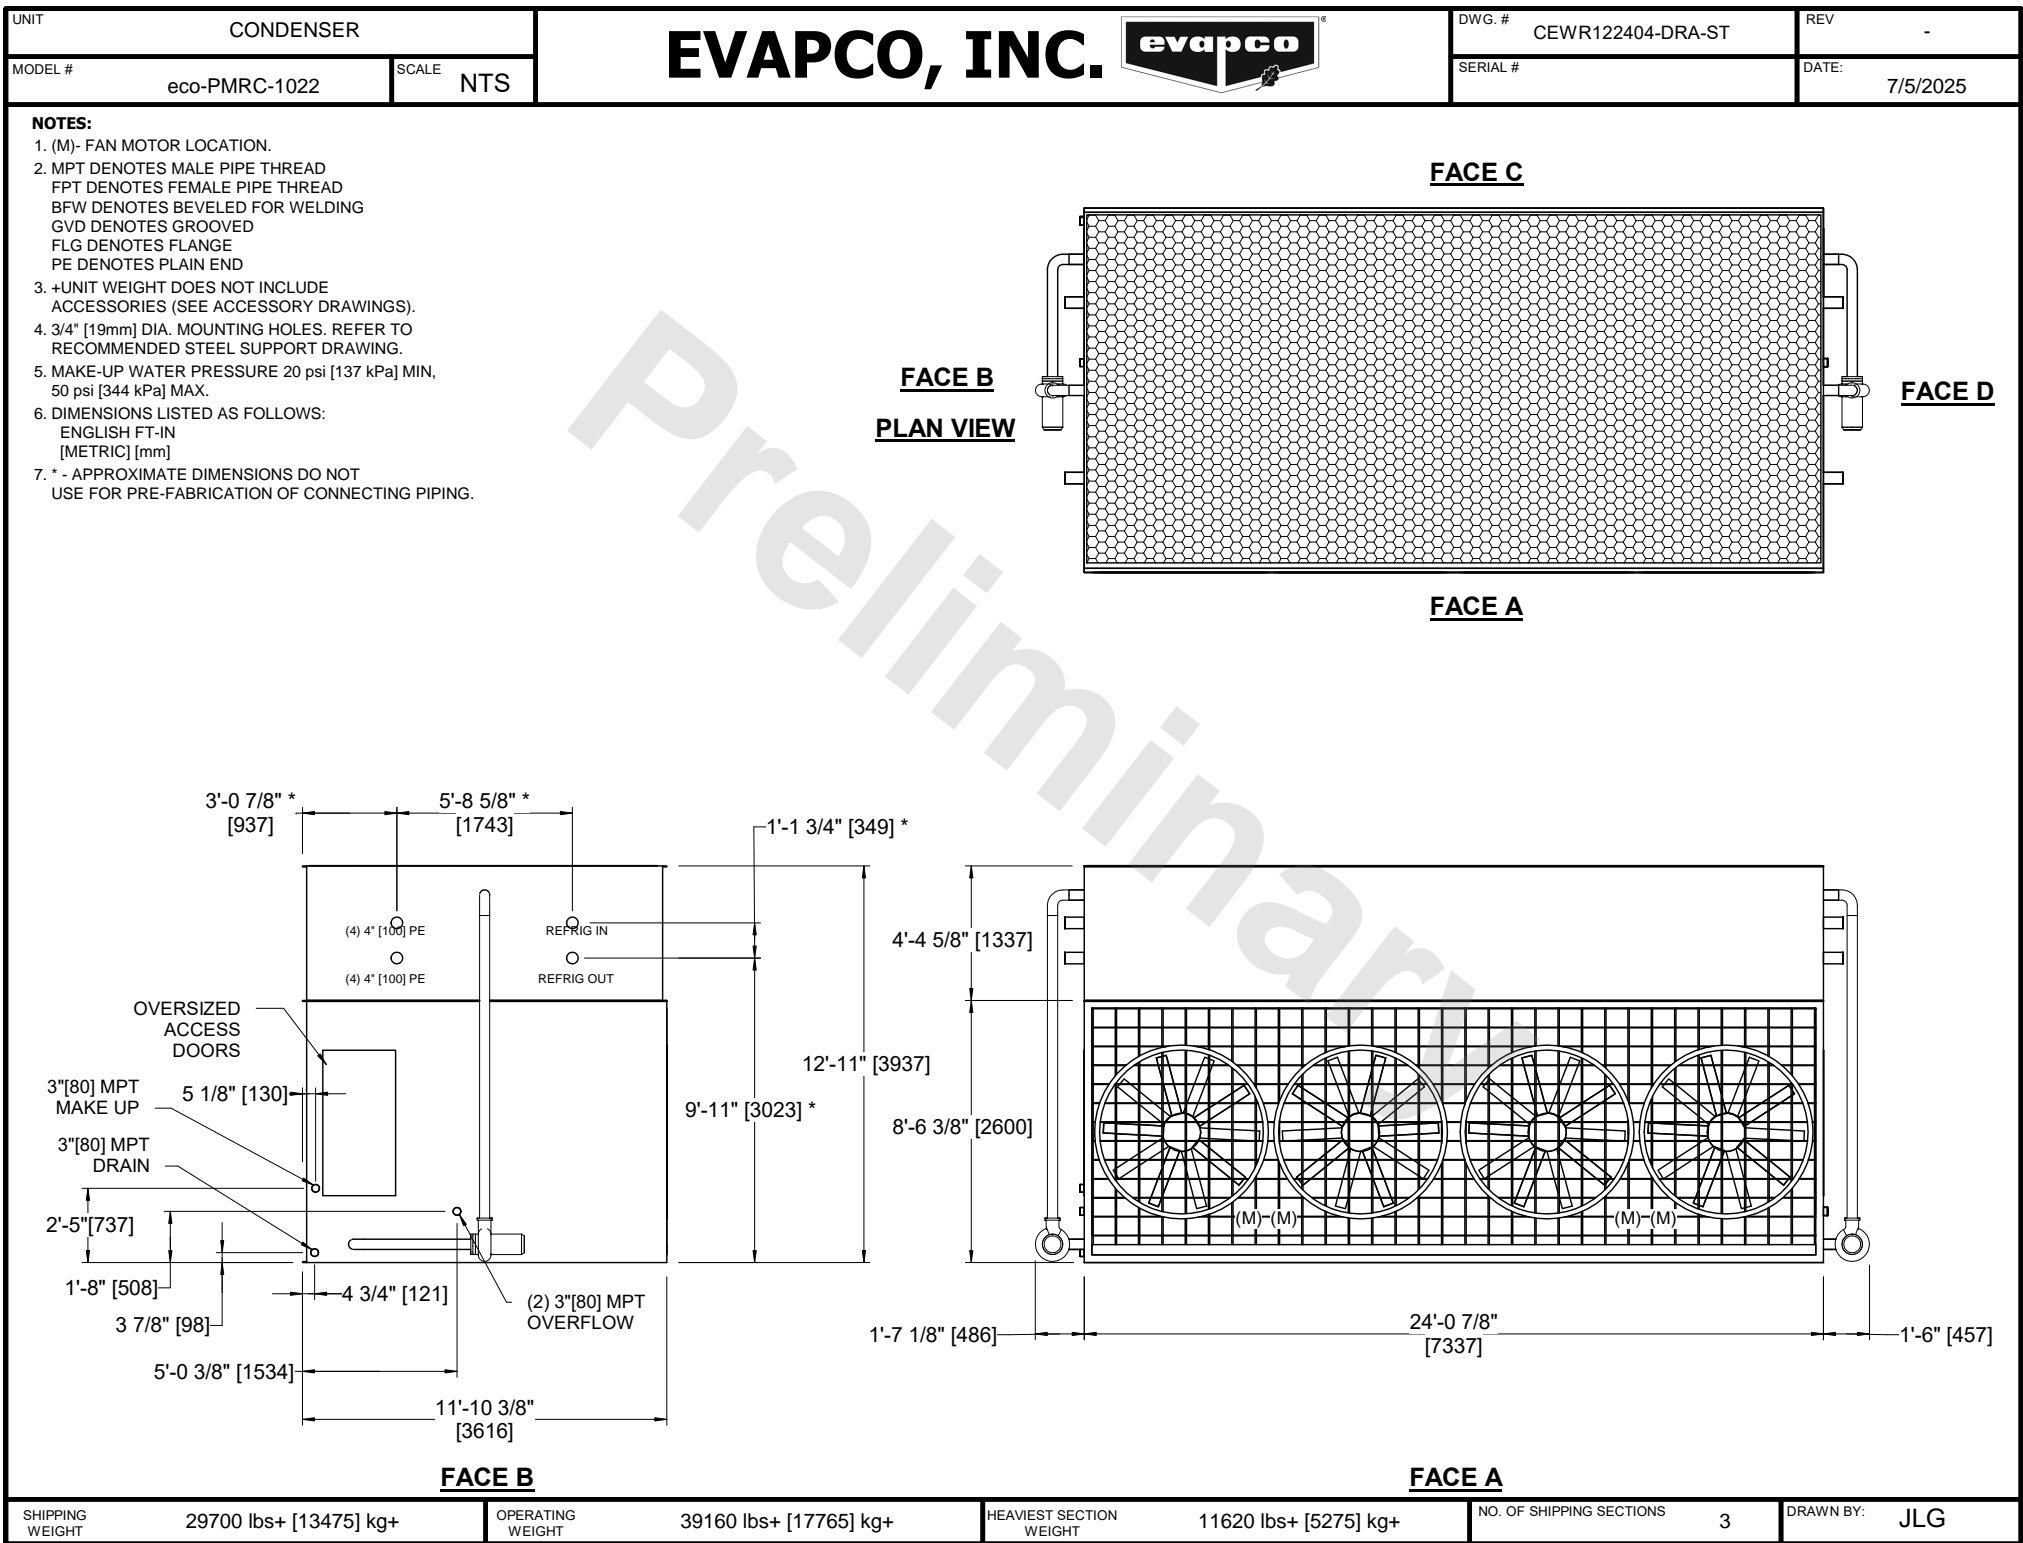 UNIT
CONDENSER
MODEL #
eco-PMRC-1022
SCALE
NTS
EVAPCO, INC.
evapco
®
DWG. #
CEWR122404-DRA-ST
REV
-
SERIAL #
DATE:
7/5/2025
NOTES:
1. (M)- FAN MOTOR LOCATION.
2. MPT DENOTES MALE PIPE THREAD
FPT DENOTES FEMALE PIPE THREAD
BFW DENOTES BEVELED FOR WELDING
GVD DENOTES GROOVED
FLG DENOTES FLANGE
PE DENOTES PLAIN END
3. +UNIT WEIGHT DOES NOT INCLUDE
ACCESSORIES (SEE ACCESSORY DRAWINGS).
4. 3/4" [19mm] DIA. MOUNTING HOLES. REFER TO
RECOMMENDED STEEL SUPPORT DRAWING.
5. MAKE-UP WATER PRESSURE 20 psi [137 kPa] MIN,
50 psi [344 kPa] MAX.
6. DIMENSIONS LISTED AS FOLLOWS:
ENGLISH FT-IN
[METRIC] [mm]
7. * - APPROXIMATE DIMENSIONS DO NOT
USE FOR PRE-FABRICATION OF CONNECTING PIPING.
Preliminary
FACE C
FACE B
PLAN VIEW
FACE D
FACE A
3'-0 7/8" *
[937]
5'-8 5/8" *
[1743]
1'-1 3/4" [349] *
(4) 4" [100] PE
REFRIG IN
(4) 4" [100] PE
REFRIG OUT
OVERSIZED
ACCESS
DOORS
3"[80] MPT
MAKE UP
5 1/8" [130]
3"[80] MPT
DRAIN
2'-5"[737]
1'-8" [508]
3 7/8" [98]
4 3/4" [121]
(2) 3"[80] MPT
OVERFLOW
5'-0 3/8" [1534]
11'-10 3/8"
[3616]
12'-11" [3937]
9'-11" [3023] *
FACE B
4'-4 5/8" [1337]
8'-6 3/8" [2600]
(M)
(M)
(M)
(M)
1'-7 1/8" [486]
24'-0 7/8"
[7337]
1'-6" [457]
FACE A
SHIPPING
WEIGHT
29700 lbs+ [13475] kg+
OPERATING
WEIGHT
39160 lbs+ [17765] kg+
HEAVIEST SECTION
WEIGHT
11620 lbs+ [5275] kg+
NO. OF SHIPPING SECTIONS
3
DRAWN BY:
JLG